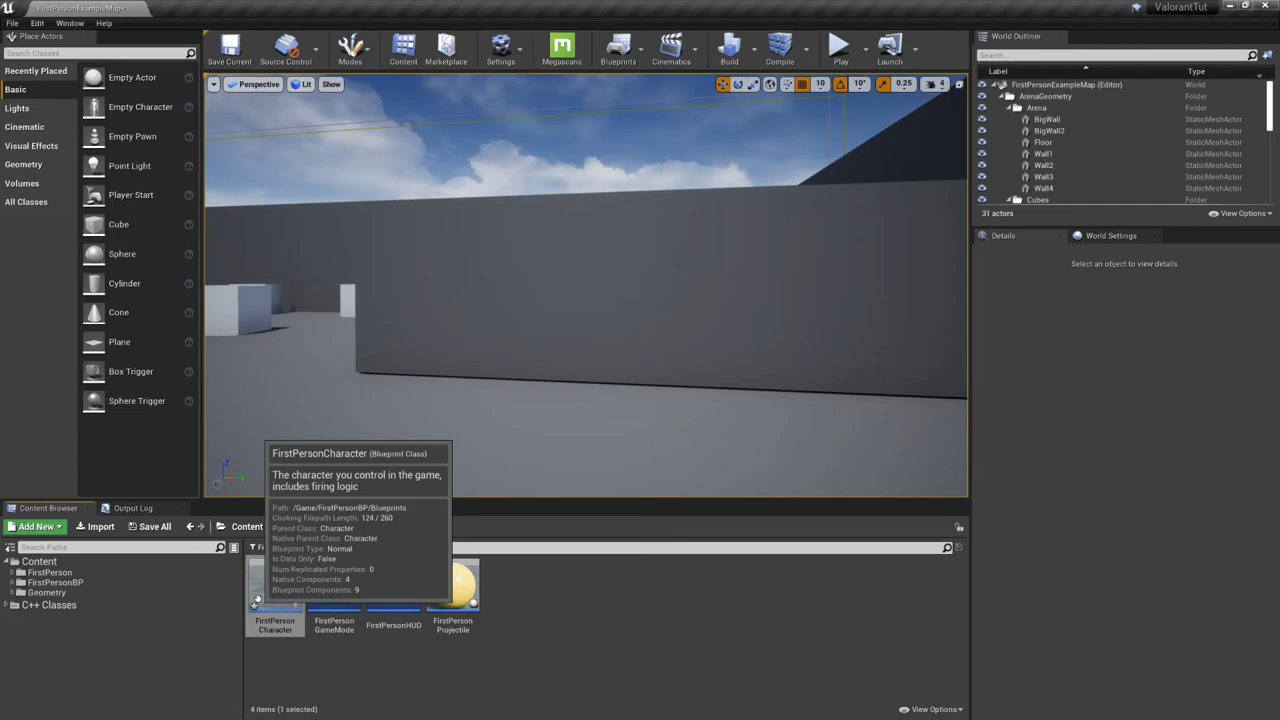 FirstPersonExampleMap•
ValorantTut
File Edit Window Help
Place Actors
Search Classes
Recently Placed
Basic
Lights
Cinematic
Visual Effects
Geometry
Volumes
All Classes
Empty Actor
Empty Character
Empty Pawn
Point Light
Player Start
Cube
Sphere
Cylinder
Cone
Plane
Box Trigger
Sphere Trigger
Save Current
Source Control
Modes
Content
Marketplace
Settings
Megascans
Blueprints
Cinematics
Build
Compile
Play
Launch
Perspective Lit Show
10 10° 0.25 4
World Outliner
Search...
Label Type
FirstPersonExampleMap (Editor) World
ArenaGeometry Folder
Arena Folder
BigWall StaticMeshActor
BigWall2 StaticMeshActor
Floor StaticMeshActor
Wall1 StaticMeshActor
Wall2 StaticMeshActor
Wall3 StaticMeshActor
Wall4 StaticMeshActor
Cubes Folder
31 actors View Options
Details World Settings
Select an object to view details.
Z
Y
FirstPersonCharacter (Blueprint Class)
The character you control in the game,
includes firing logic
Path: /Game/FirstPersonBP/Blueprints
Cooking Filepath Length: 124 / 260
Parent Class: Character
Native Parent Class: Character
Blueprint Type: Normal
Is Data Only: False
Num Replicated Properties: 0
Native Components: 4
Blueprint Components: 9
Content Browser Output Log
Add New Import Save All Content
Search Paths
Content
FirstPerson
FirstPersonBP
Geometry
C++ Classes
FirstPerson
Character
FirstPerson
GameMode
FirstPersonHUD
FirstPerson
Projectile
4 items (1 selected)
View Options